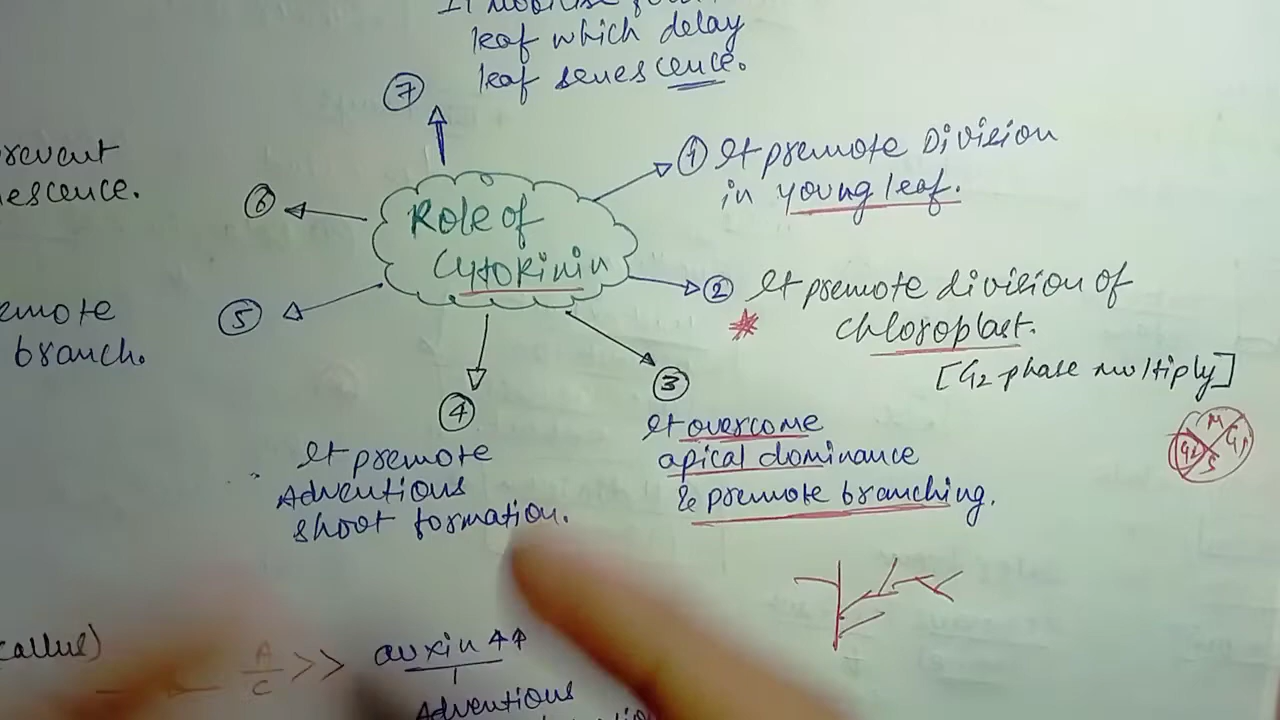 leaf which delay
leaf senescence.
⑦
① It premote Division
in young leaf.
Role of
Cytokinin
⑥
escence.
② It premote division of
chloroplast.
[G2 phase multiply]
⑤
emote
branch.
③
It overcome
apical dominance
& premote branching.
M
G1
S
G2
④
It premote
Adventious
shoot formation.
callus)
A
C
>> auxin ↑↑
Adventious